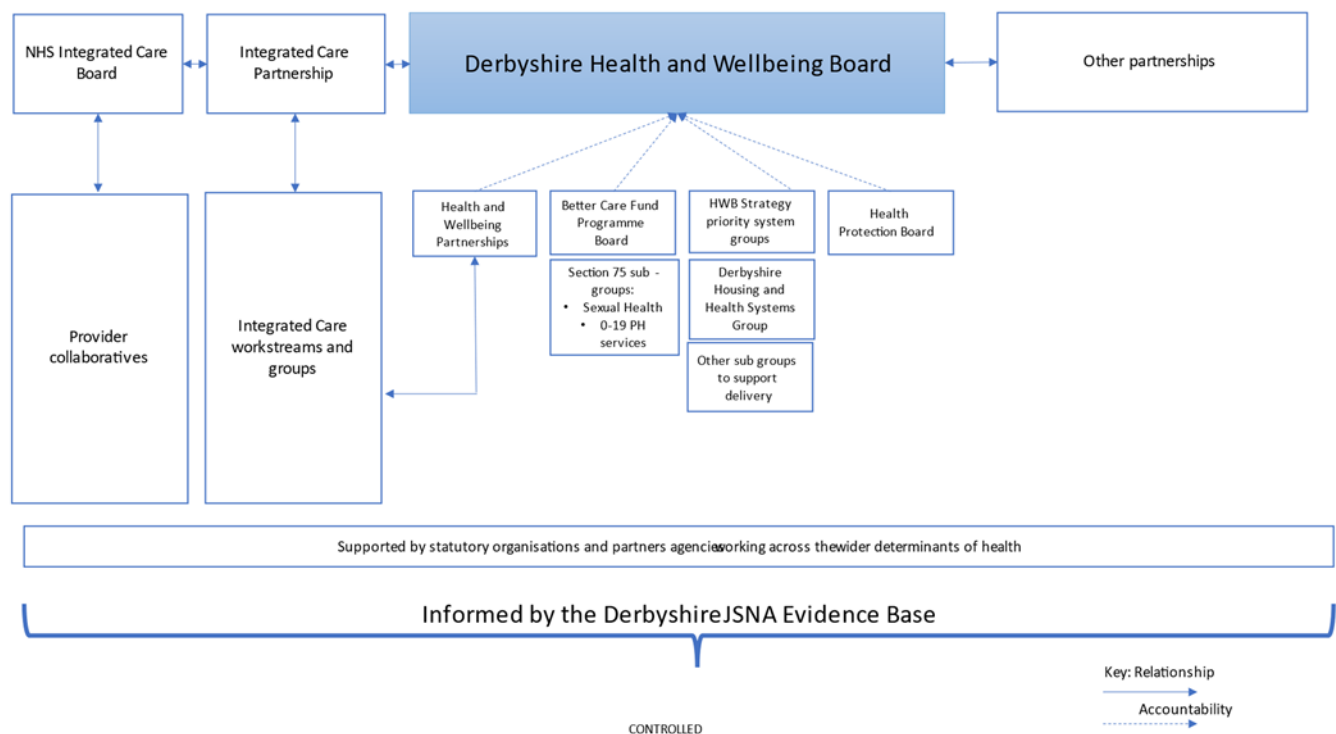 NHS Integrated Care
Board
Integrated Care
Partnership
Derbyshire Health and Wellbeing Board
Other partnerships
Provider
collaboratives
Integrated Care
workstreams and
groups
Health and
Wellbeing
Partnerships
Better Care Fund
Programme
Board
Section 75 sub -
groups:
• Sexual Health
• 0-19 PH
services
HWB Strategy
priority system
groups
Derbyshire
Housing and
Health Systems
Group
Other sub groups
to support
delivery
Health
Protection Board
Supported by statutory organisations and partners agencies working across thewider determinants of health
Informed by the DerbyshireJSNA Evidence Base
Key: Relationship
Accountability
CONTROLLED